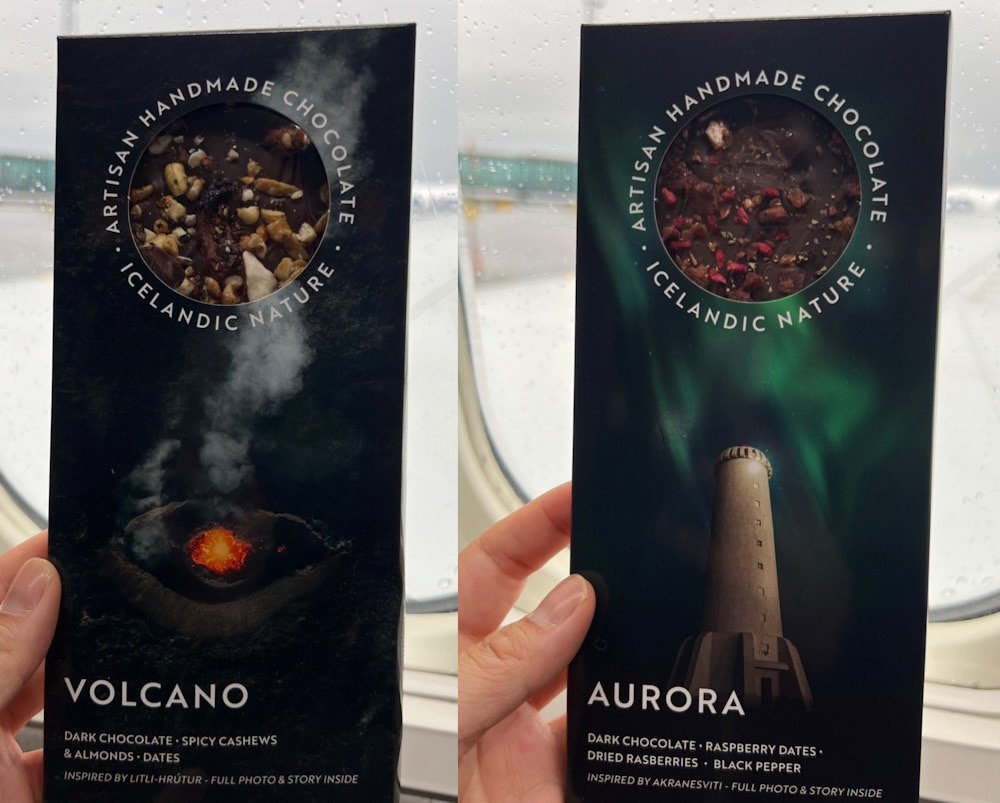 ARTISAN HANDMADE CHOCOLATE
· ICELANDIC NATURE ·
VOLCANO
DARK CHOCOLATE · SPICY CASHEWS
& ALMONDS · DATES
INSPIRED BY LITLI-HRÚTUR - FULL PHOTO & STORY INSIDE
ARTISAN HANDMADE CHOCOLATE
· ICELANDIC NATURE ·
AURORA
DARK CHOCOLATE · RASPBERRY DATES ·
DRIED RASBERRIES · BLACK PEPPER
INSPIRED BY AKRANESVITI - FULL PHOTO & STORY INSIDE